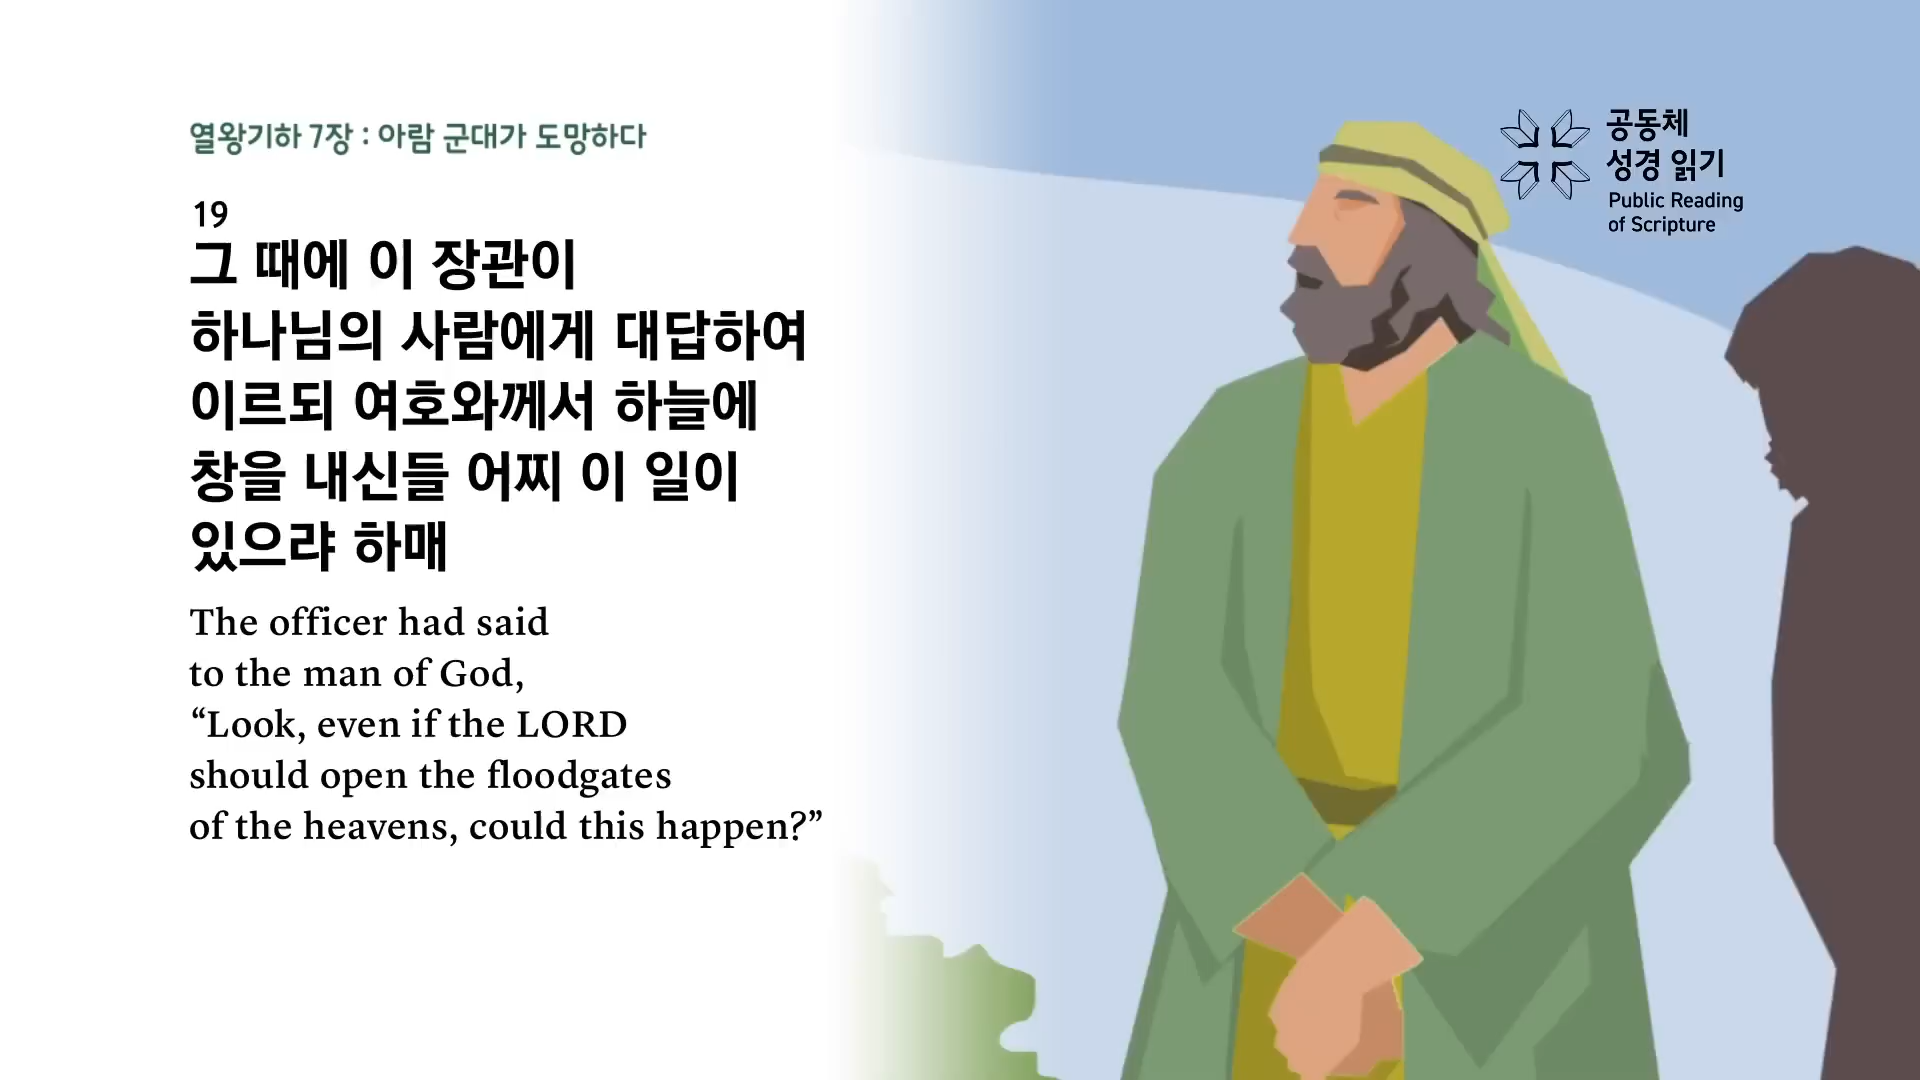 열왕기하 7장 : 아람 군대가 도망하다
19
그 때에 이 장관이
하나님의 사람에게 대답하여
이르되 여호와께서 하늘에
창을 내신들 어찌 이 일이
있으랴 하매
The officer had said
to the man of God,
“Look, even if the LORD
should open the floodgates
of the heavens, could this happen?”
공동체
성경 읽기
Public Reading
of Scripture